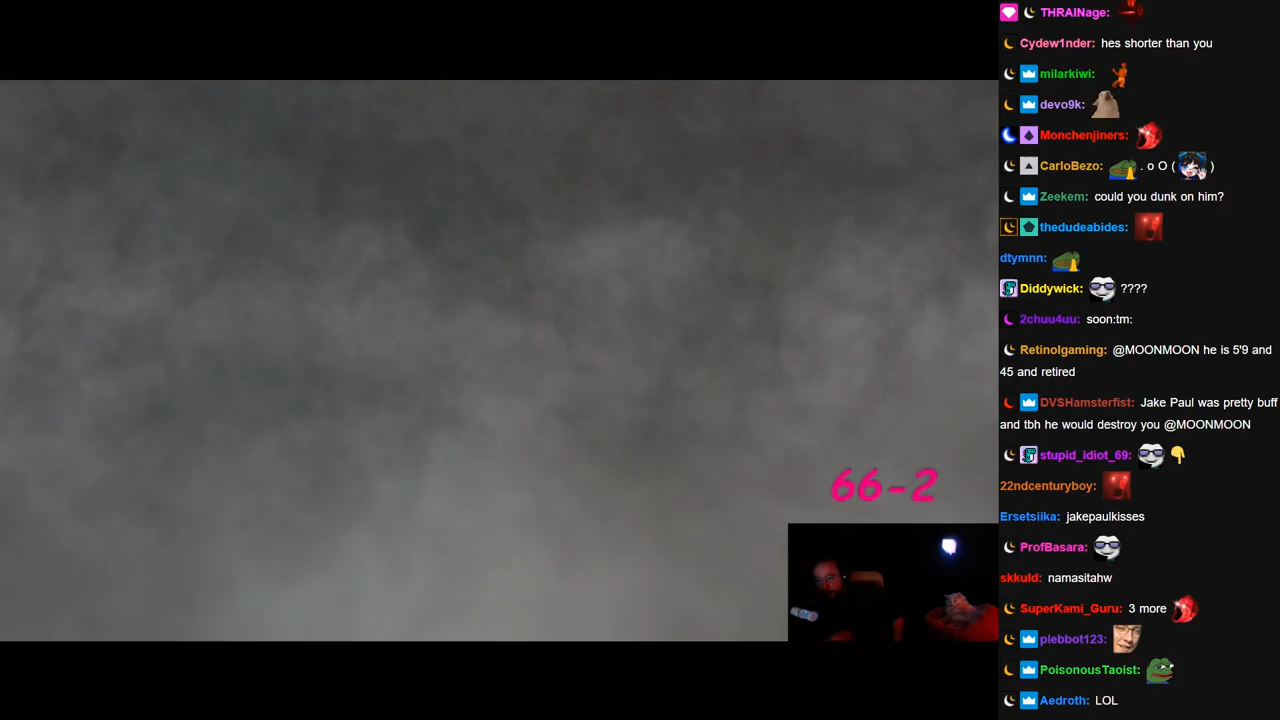 66-2
THRAINage:
Cydew1nder: hes shorter than you
milarkiwi:
devo9k:
Monchenjiners:
CarloBezo: . o O ( )
Zeekem: could you dunk on him?
thedudeabides:
dtymnn:
Diddywick: ????
2chuu4uu: soon:tm:
Retinolgaming: @MOONMOON he is 5'9 and
45 and retired
DVSHamsterfist: Jake Paul was pretty buff
and tbh he would destroy you @MOONMOON
stupid_idiot_69:
22ndcenturyboy:
Ersetsiika: jakepaulkisses
ProfBasara:
skkuld: namasitahw
SuperKami_Guru: 3 more
plebbot123:
PoisonousTaoist:
Aedroth: LOL